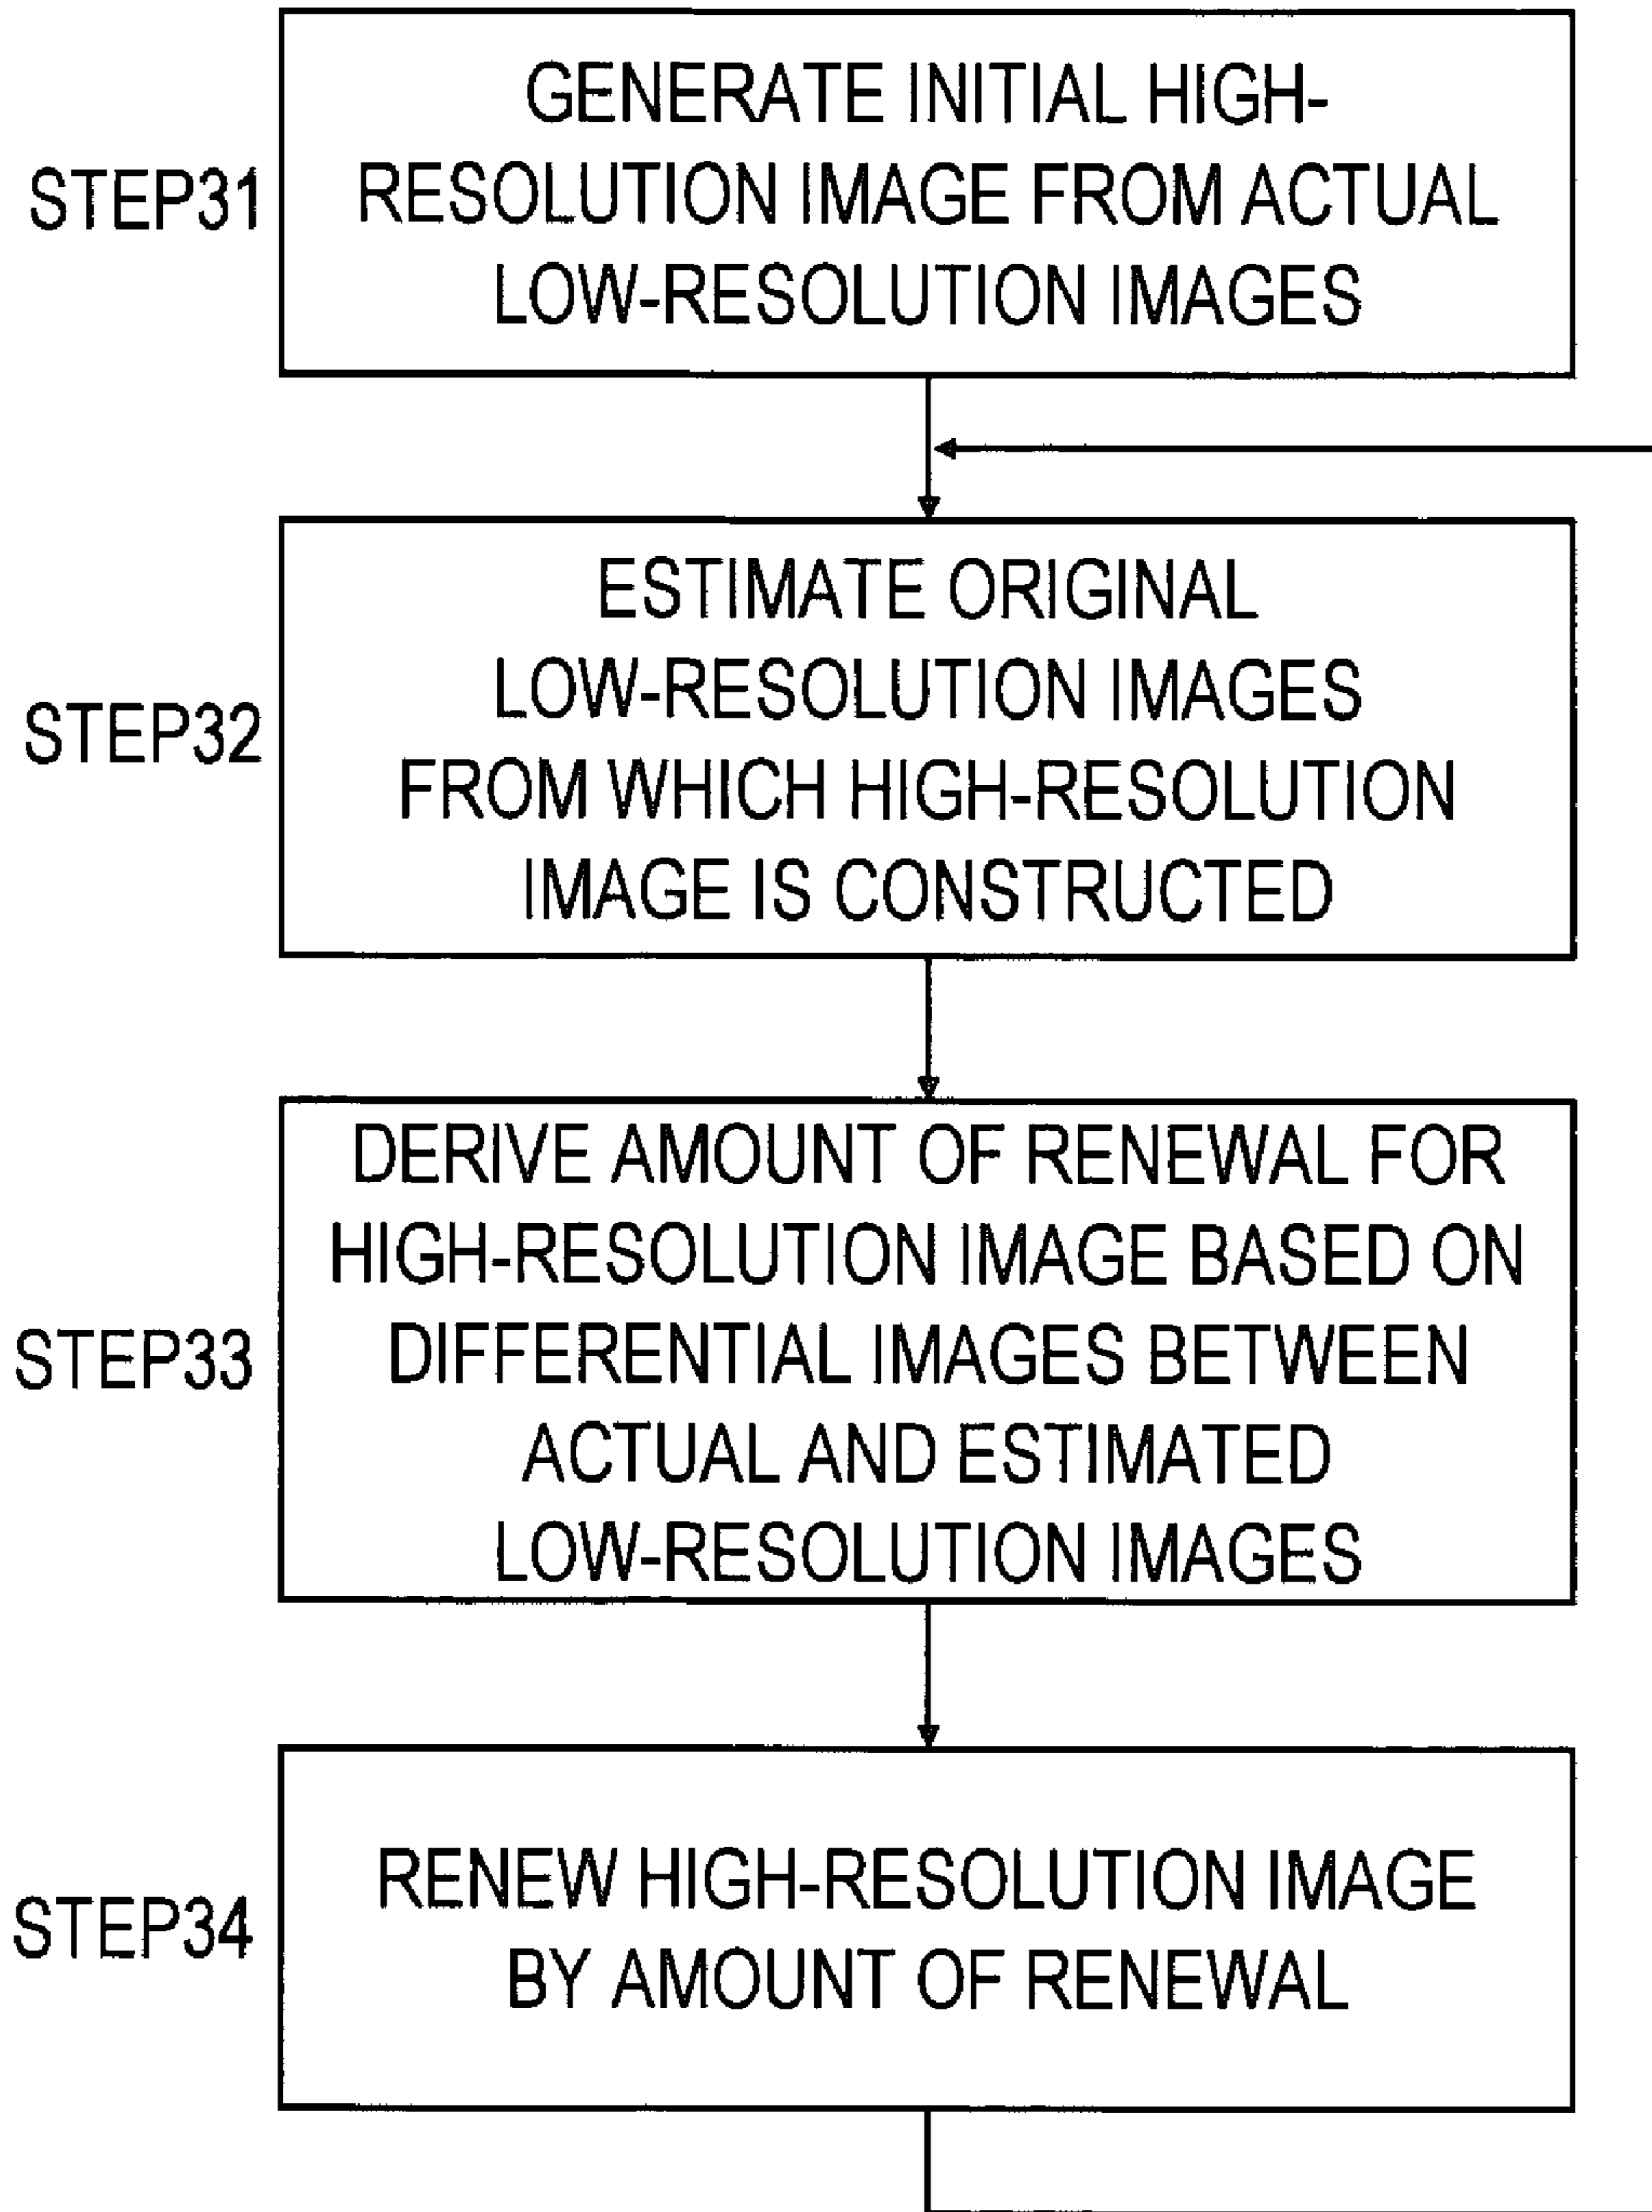 STEP31
GENERATE INITIAL HIGH-
RESOLUTION IMAGE FROM ACTUAL
LOW-RESOLUTION IMAGES
STEP32
ESTIMATE ORIGINAL
LOW-RESOLUTION IMAGES
FROM WHICH HIGH-RESOLUTION
IMAGE IS CONSTRUCTED
STEP33
DERIVE AMOUNT OF RENEWAL FOR
HIGH-RESOLUTION IMAGE BASED ON
DIFFERENTIAL IMAGES BETWEEN
ACTUAL AND ESTIMATED
LOW-RESOLUTION IMAGES
STEP34
RENEW HIGH-RESOLUTION IMAGE
BY AMOUNT OF RENEWAL